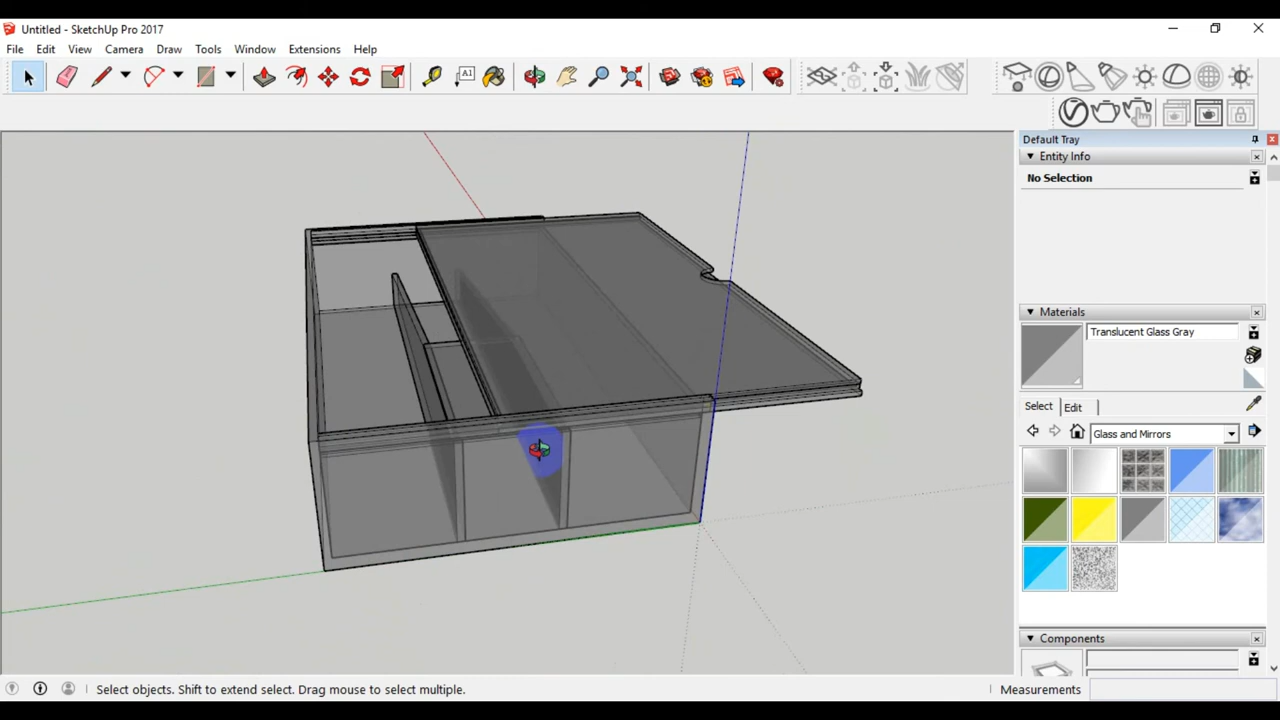 Untitled - SketchUp Pro 2017
File Edit View Camera Draw Tools Window Extensions Help
A1
Default Tray
Entity Info
No Selection
Materials
Translucent Glass Gray
Select Edit
Glass and Mirrors
Components
Select objects. Shift to extend select. Drag mouse to select multiple.
Measurements